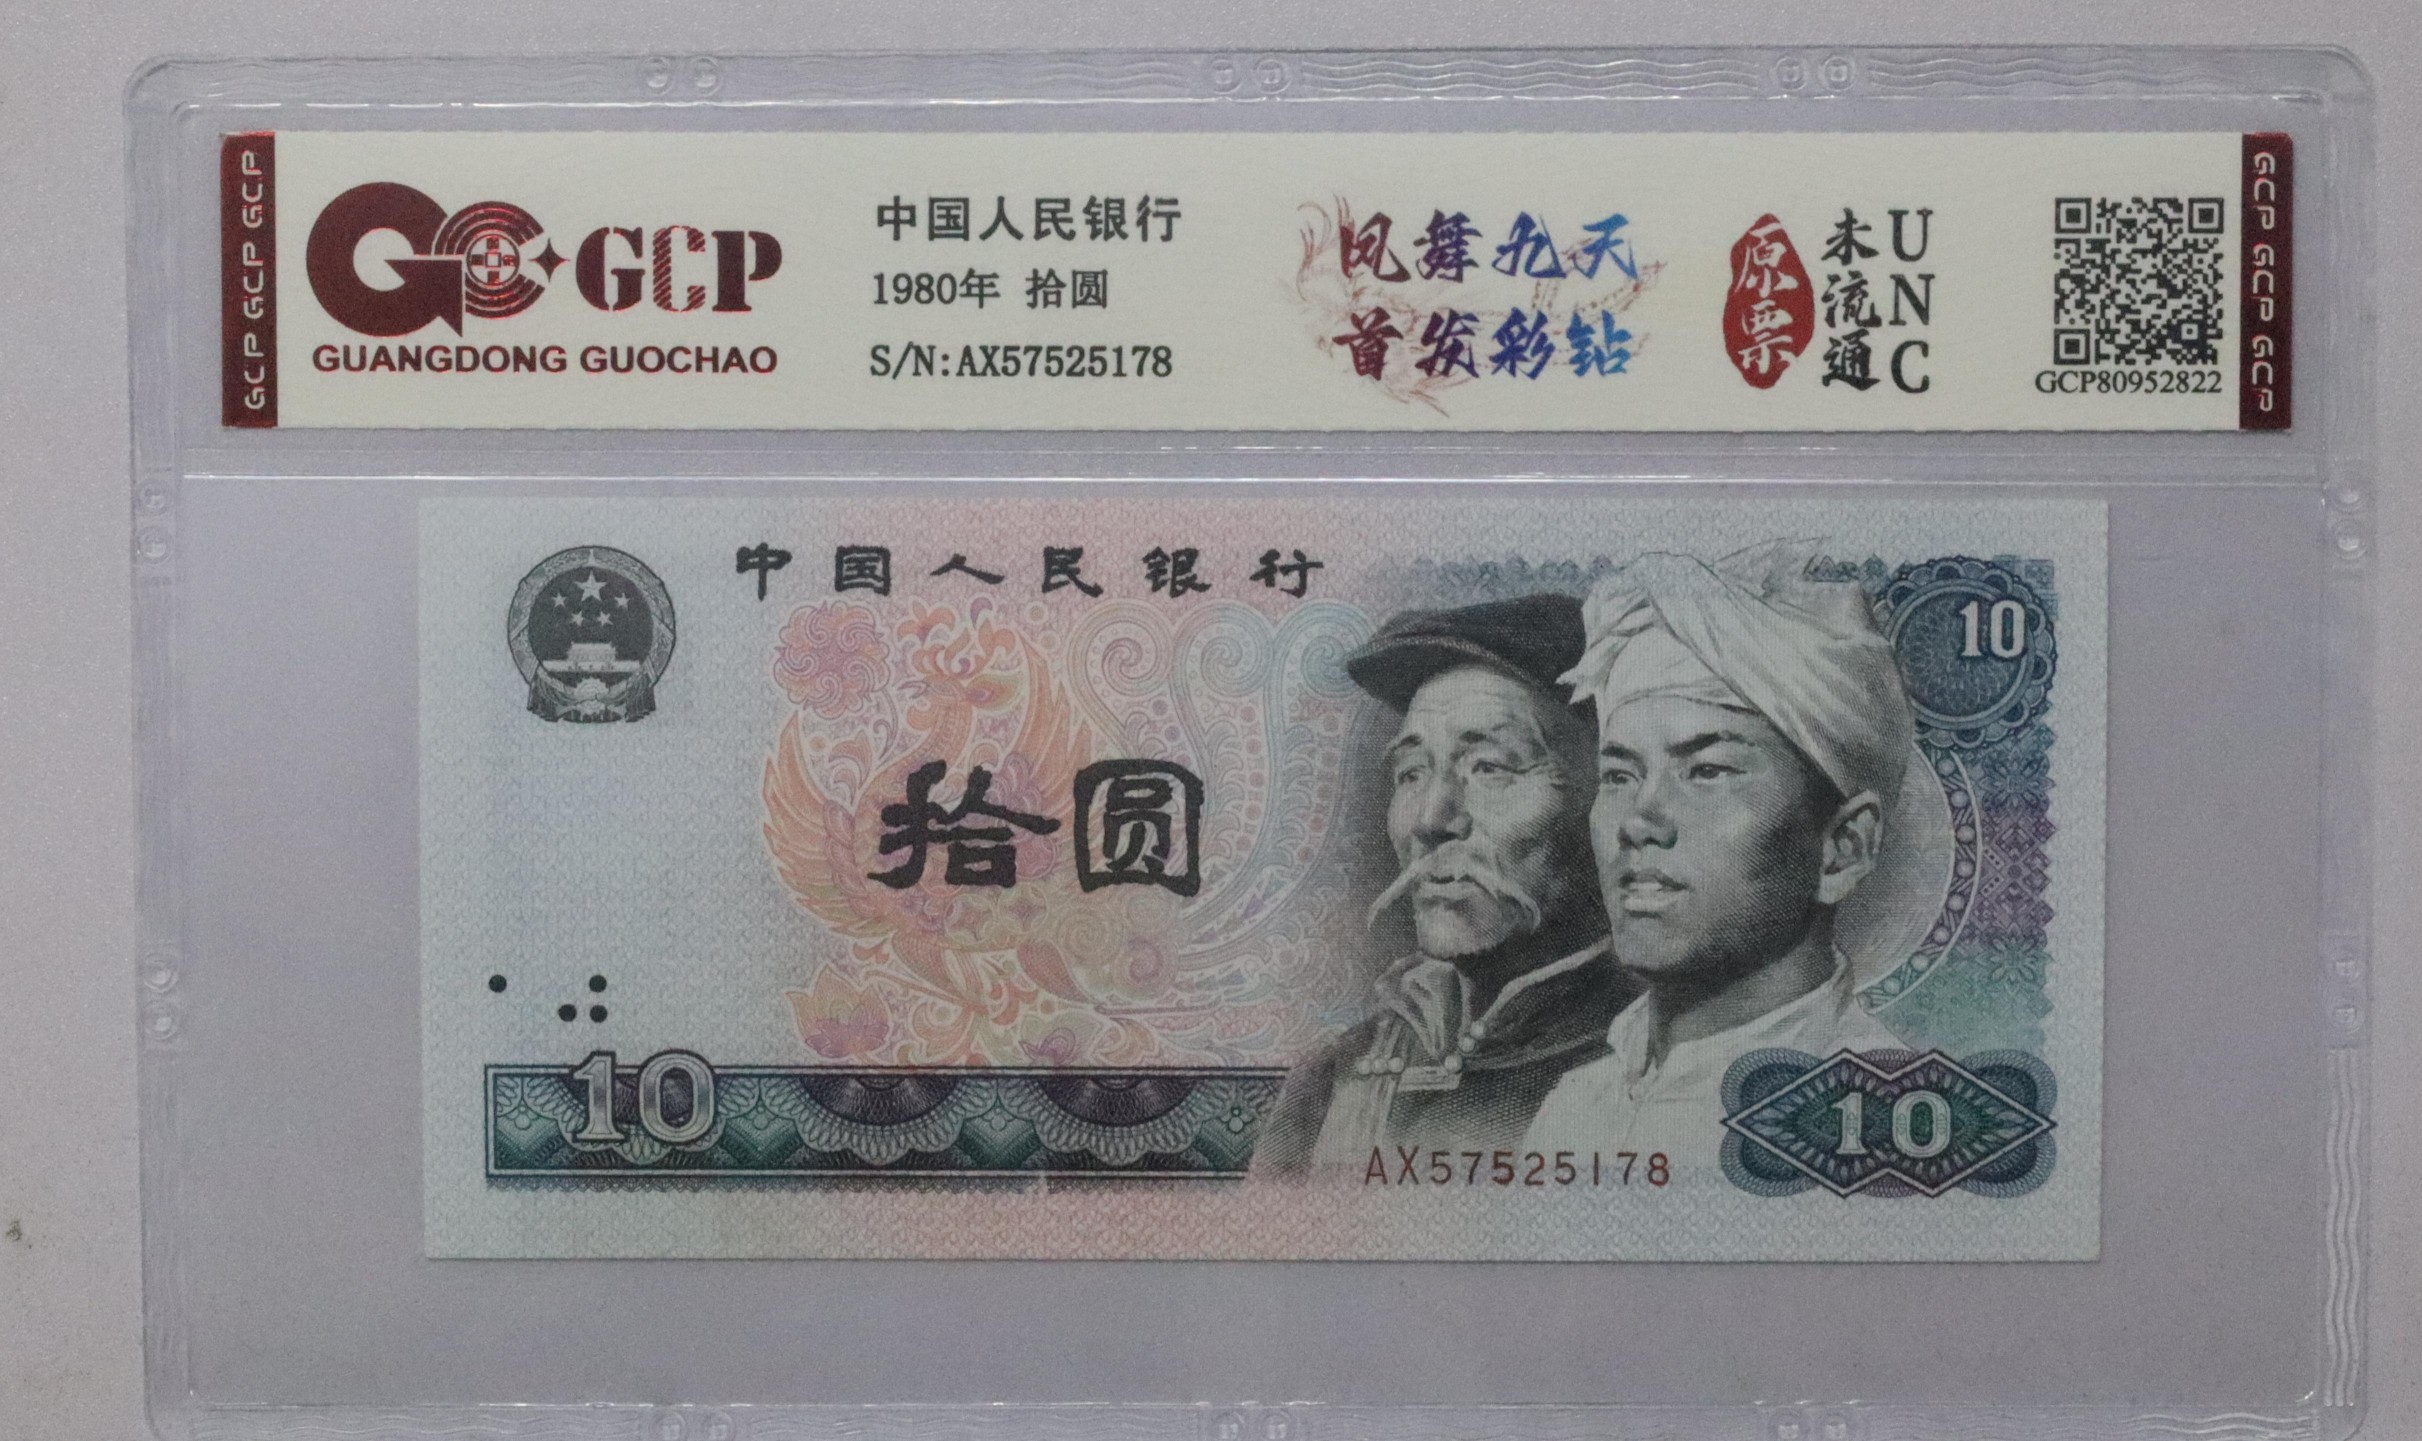 GCP GCP GCP
GCP
GUANGDONG GUOCHAO
中国人民银行
1980年 拾圆
S/N:AX57525178
凤舞九天
首发彩钻
原票
未流通
UNC
GCP80952822
GCP GCP GCP
中国人民银行
10
拾圆
10
AX57525178
10